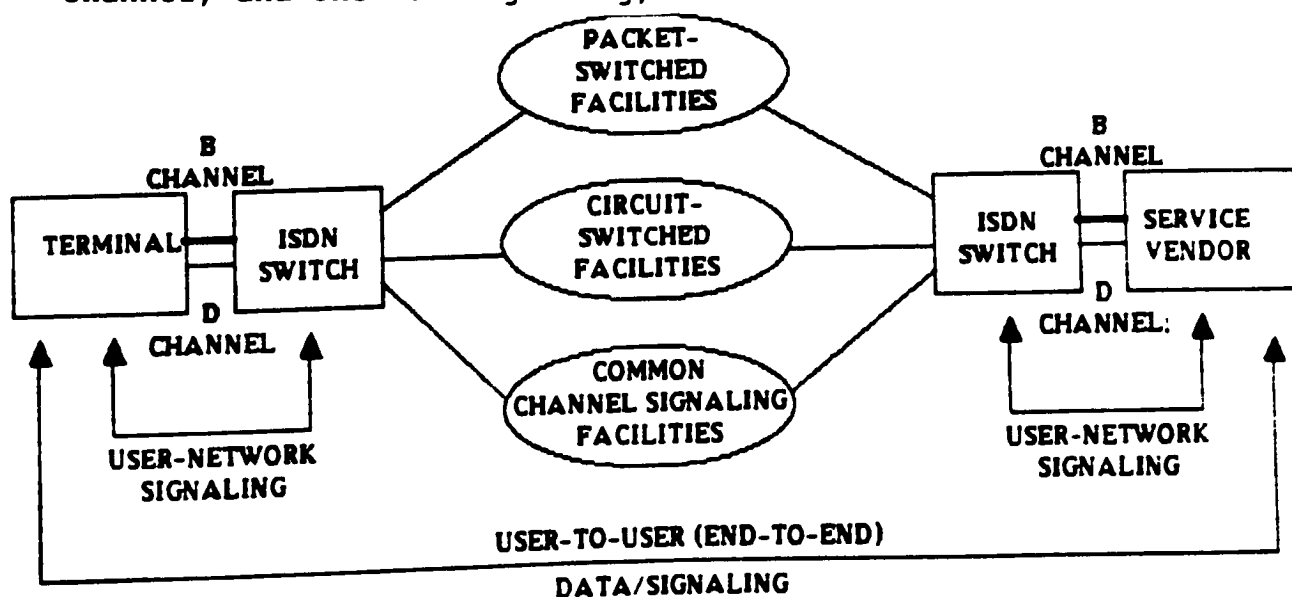 PACKET-
SWITCHED
FACILITIES
B
CHANNEL
B
CHANNEL
TERMINAL
ISDN
SWITCH
CIRCUIT-
SWITCHED
FACILITIES
ISDN
SWITCH
SERVICE
VENDOR
D
CHANNEL
D
CHANNEL:
COMMON
CHANNEL SIGNALING
FACILITIES
USER-NETWORK
SIGNALING
USER-NETWORK
SIGNALING
USER-TO-USER (END-TO-END)
DATA/SIGNALING